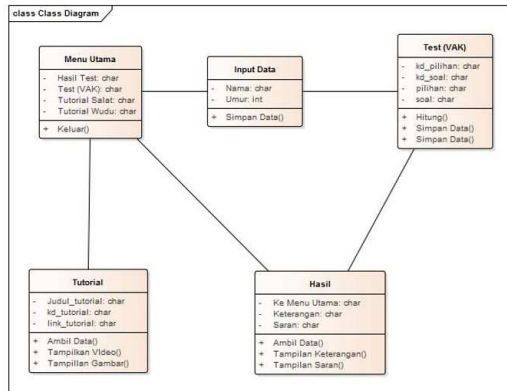 class Class Diagram
Menu Utama
- Hasil Test: char
- Test (VAK): char
- Tutorial Salat: char
- Tutorial Wudu: char
+ Keluar()
Input Data
- Nama: char
- Umur: int
+ Simpan Data()
Test (VAK)
- kd_pilihan: char
- kd_soal: char
- pilihan: char
- soal: char
+ Hitung()
+ Simpan Data()
+ Simpan Data()
Tutorial
- Judul_tutorial: char
- kd_tutorial: char
- link_tutorial: char
+ Ambil Data()
+ Tampilkan VIdeo()
+ Tampillan Gambar()
Hasil
- Ke Menu Utama: char
- Keterangan: char
- Saran: char
+ Ambil Data()
+ Tampilan Keterangan()
+ Tampilan Saran()